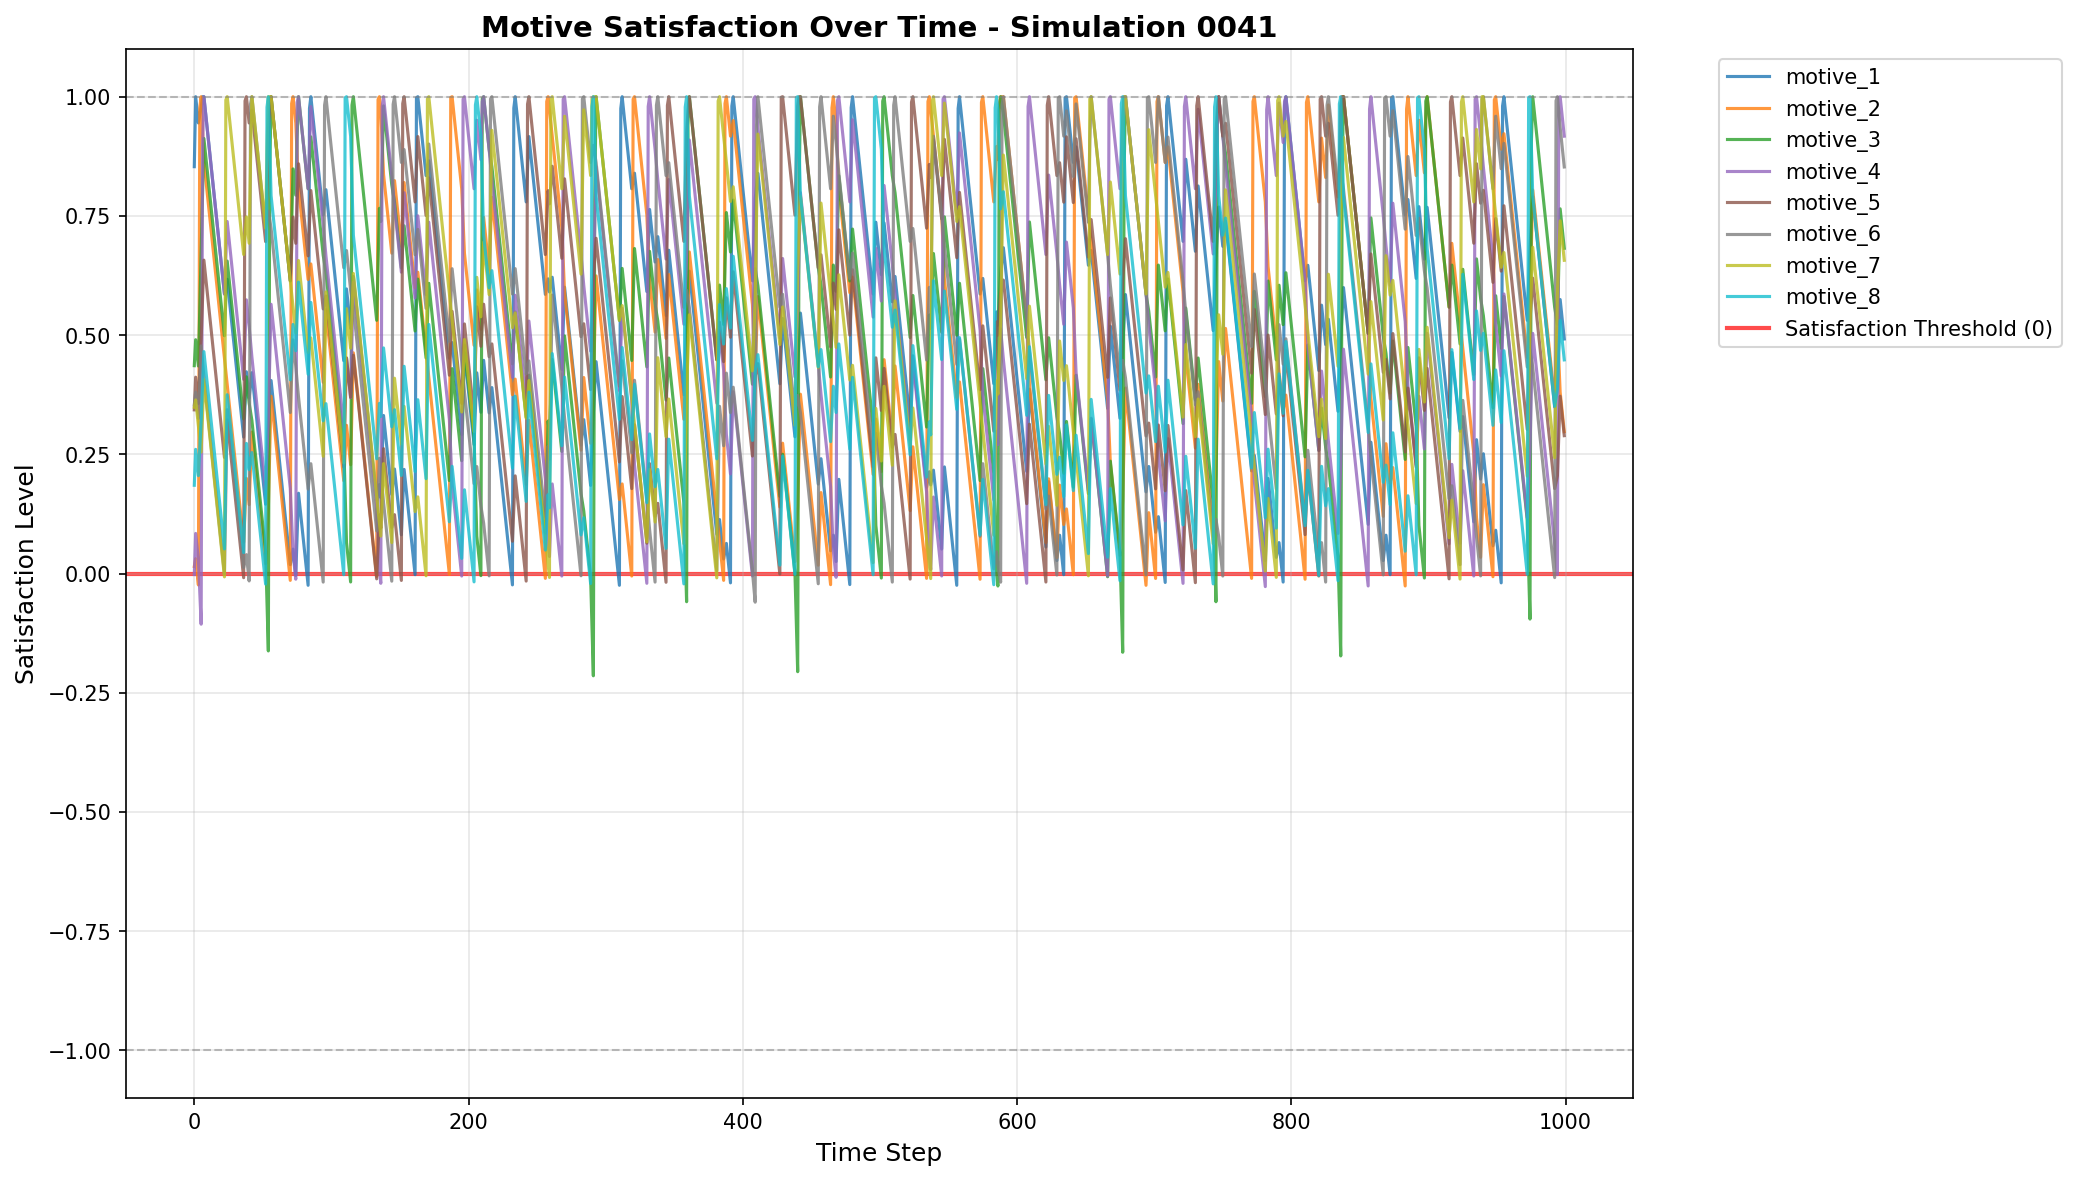 Motive Satisfaction Over Time - Simulation 0041
Satisfaction Level
1.00
0.75
0.50
0.25
0.00
−0.25
−0.50
−0.75
−1.00
0
200
400
600
800
1000
Time Step
motive_1
motive_2
motive_3
motive_4
motive_5
motive_6
motive_7
motive_8
Satisfaction Threshold (0)